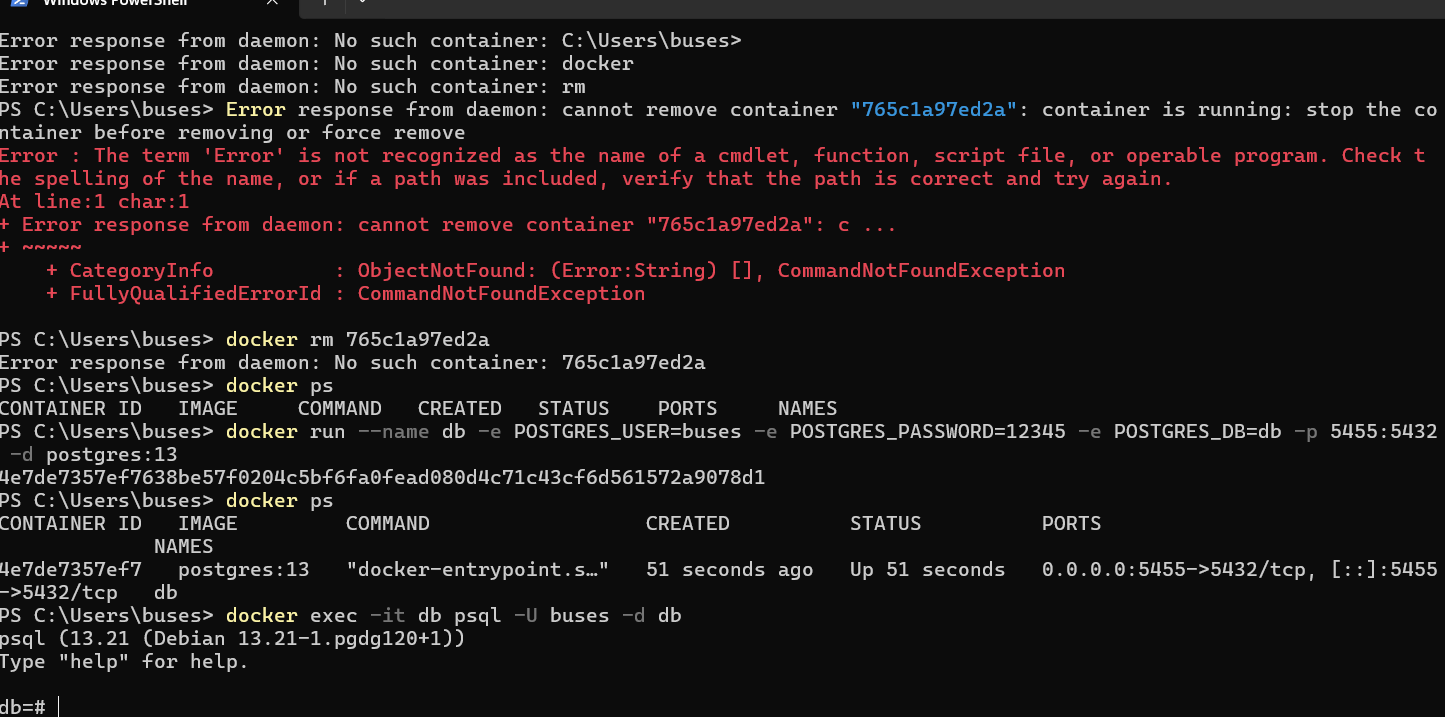 Windows PowerShell
Error response from daemon: No such container: C:\Users\buses>
Error response from daemon: No such container: docker
Error response from daemon: No such container: rm
PS C:\Users\buses> Error response from daemon: cannot remove container "765c1a97ed2a": container is running: stop the co
ntainer before removing or force remove
Error : The term 'Error' is not recognized as the name of a cmdlet, function, script file, or operable program. Check t
he spelling of the name, or if a path was included, verify that the path is correct and try again.
At line:1 char:1
+ Error response from daemon: cannot remove container "765c1a97ed2a": c ...
+ ~~~~~
    + CategoryInfo          : ObjectNotFound: (Error:String) [], CommandNotFoundException
    + FullyQualifiedErrorId : CommandNotFoundException
PS C:\Users\buses> docker rm 765c1a97ed2a
Error response from daemon: No such container: 765c1a97ed2a
PS C:\Users\buses> docker ps
CONTAINER ID   IMAGE     COMMAND   CREATED   STATUS    PORTS     NAMES
PS C:\Users\buses> docker run --name db -e POSTGRES_USER=buses -e POSTGRES_PASSWORD=12345 -e POSTGRES_DB=db -p 5455:5432
 -d postgres:13
4e7de7357ef7638be57f0204c5bf6fa0fead080d4c71c43cf6d561572a9078d1
PS C:\Users\buses> docker ps
CONTAINER ID   IMAGE         COMMAND                  CREATED          STATUS          PORTS
             NAMES
4e7de7357ef7   postgres:13   "docker-entrypoint.s…"   51 seconds ago   Up 51 seconds   0.0.0.0:5455->5432/tcp, [::]:5455
->5432/tcp   db
PS C:\Users\buses> docker exec -it db psql -U buses -d db
psql (13.21 (Debian 13.21-1.pgdg120+1))
Type "help" for help.
db=#